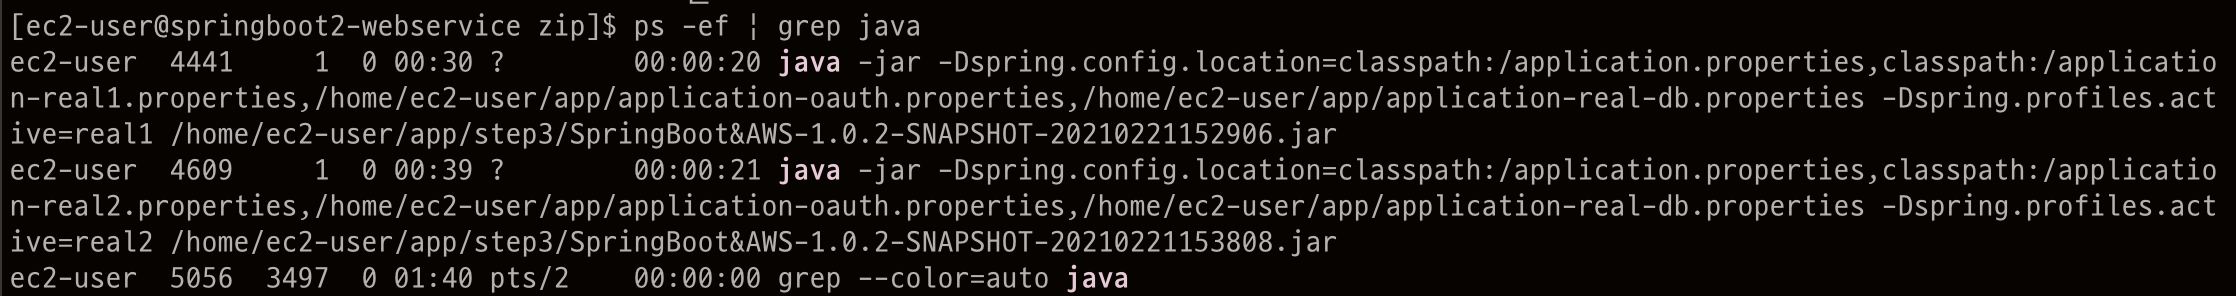 [ec2-user@springboot2-webservice zip]$ ps -ef | grep java
ec2-user  4441     1  0 00:30 ?        00:00:20 java -jar -Dspring.config.location=classpath:/application.properties,classpath:/applicatio
n-real1.properties,/home/ec2-user/app/application-oauth.properties,/home/ec2-user/app/application-real-db.properties -Dspring.profiles.act
ive=real1 /home/ec2-user/app/step3/SpringBoot&AWS-1.0.2-SNAPSHOT-20210221152906.jar
ec2-user  4609     1  0 00:39 ?        00:00:21 java -jar -Dspring.config.location=classpath:/application.properties,classpath:/applicatio
n-real2.properties,/home/ec2-user/app/application-oauth.properties,/home/ec2-user/app/application-real-db.properties -Dspring.profiles.act
ive=real2 /home/ec2-user/app/step3/SpringBoot&AWS-1.0.2-SNAPSHOT-20210221153808.jar
ec2-user  5056  3497  0 01:40 pts/2    00:00:00 grep --color=auto java